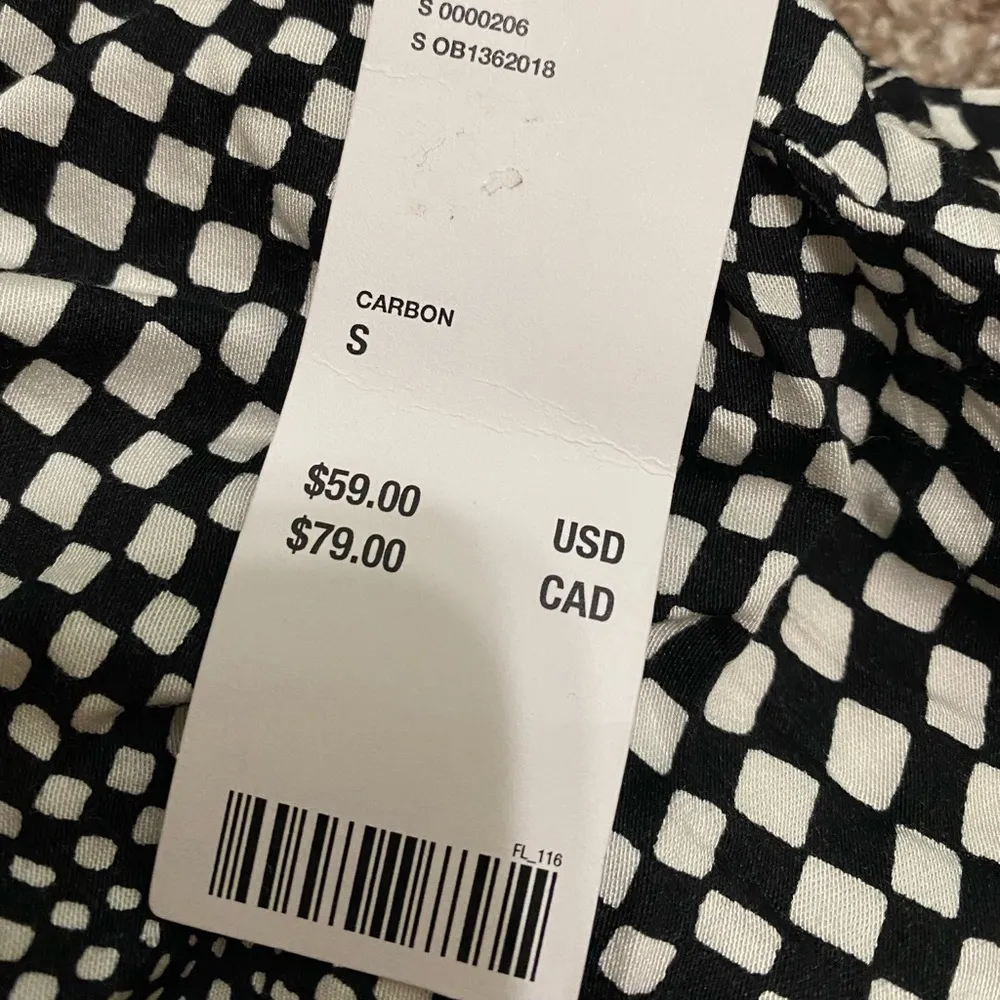 S 0000206
S OB1362018
CARBON
S
$59.00 USD
$79.00 CAD
FL_116